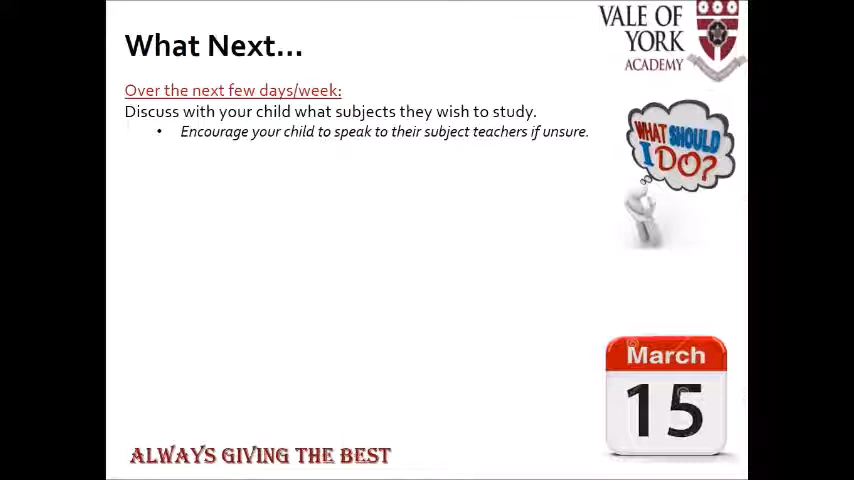 What Next...
VALE OF
YORK
ACADEMY
Over the next few days/week:
Discuss with your child what subjects they wish to study.
• Encourage your child to speak to their subject teachers if unsure.
WHAT SHOULD
I DO?
March
15
ALWAYS GIVING THE BEST